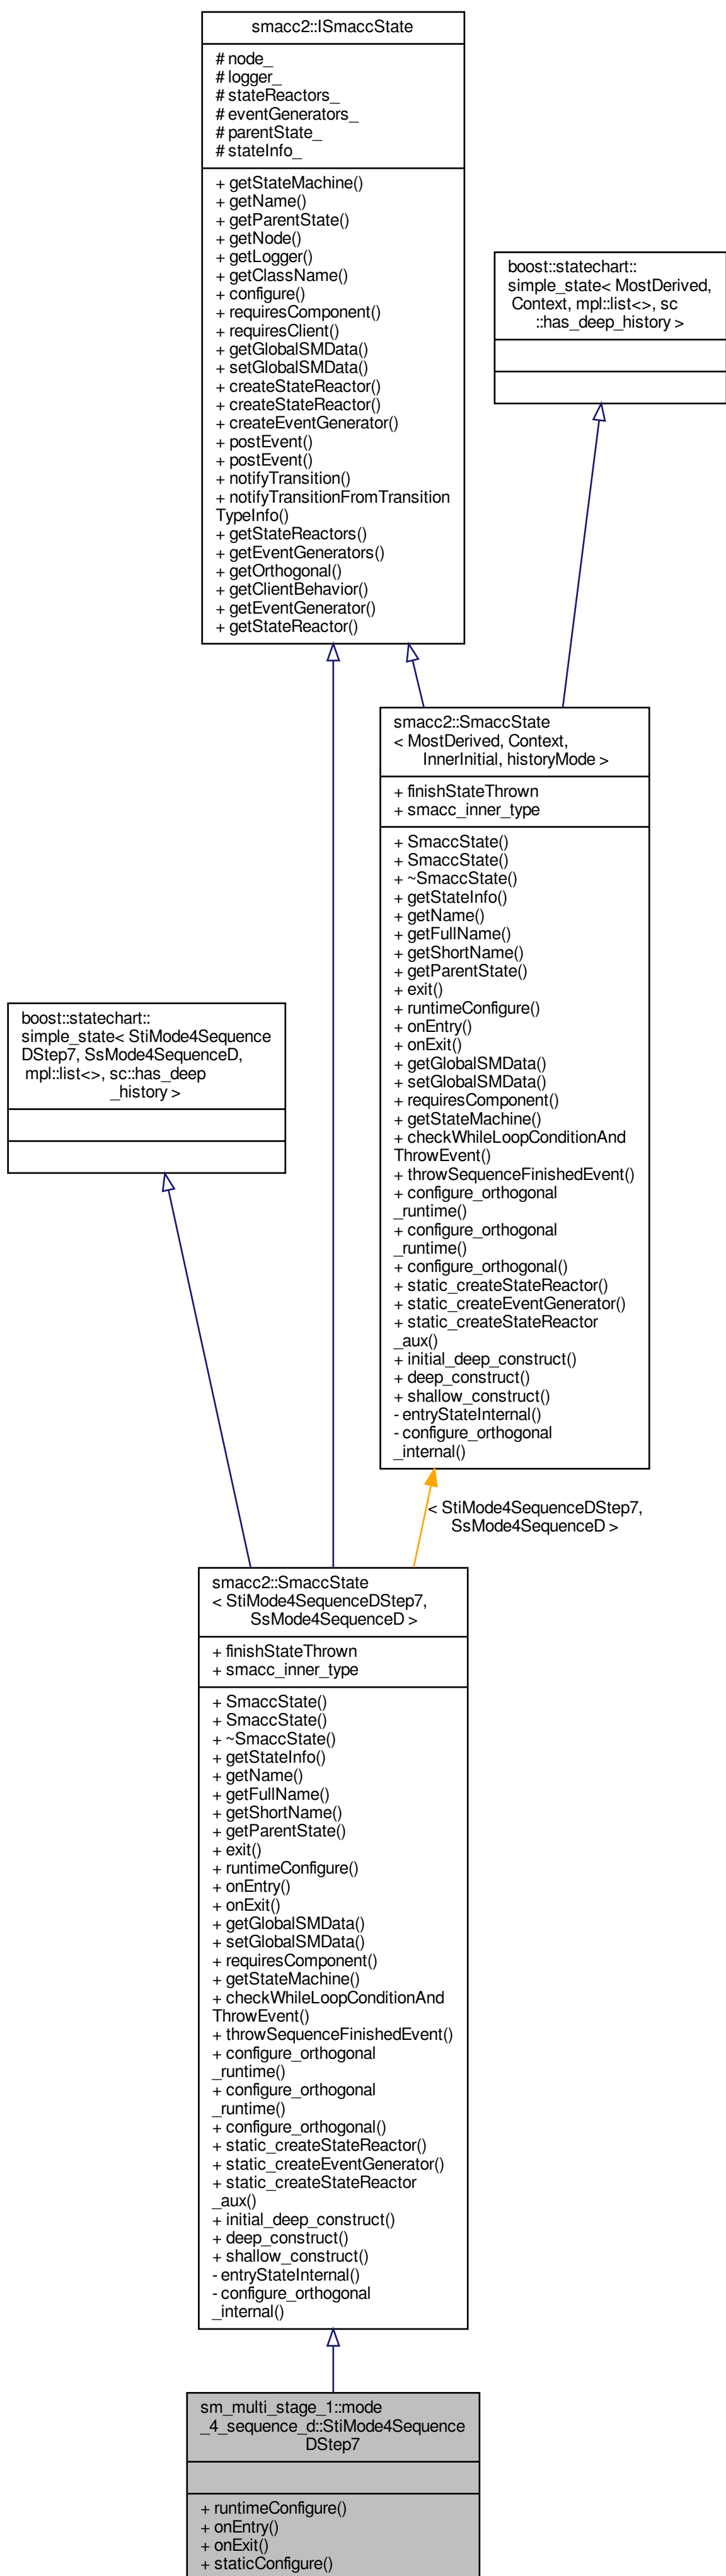 smacc2::ISmaccState
# node_
# logger_
# stateReactors_
# eventGenerators_
# parentState_
# stateInfo_
+ getStateMachine()
+ getName()
+ getParentState()
+ getNode()
+ getLogger()
+ getClassName()
+ configure()
+ requiresComponent()
+ requiresClient()
+ getGlobalSMData()
+ setGlobalSMData()
+ createStateReactor()
+ createStateReactor()
+ createEventGenerator()
+ postEvent()
+ postEvent()
+ notifyTransition()
+ notifyTransitionFromTransition
TypeInfo()
+ getStateReactors()
+ getEventGenerators()
+ getOrthogonal()
+ getClientBehavior()
+ getEventGenerator()
+ getStateReactor()
boost::statechart::
simple_state< MostDerived,
Context, mpl::list<>, sc
::has_deep_history >
smacc2::SmaccState
< MostDerived, Context,
InnerInitial, historyMode >
+ finishStateThrown
+ smacc_inner_type
+ SmaccState()
+ SmaccState()
+ ~SmaccState()
+ getStateInfo()
+ getName()
+ getFullName()
+ getShortName()
+ getParentState()
+ exit()
+ runtimeConfigure()
+ onEntry()
+ onExit()
+ getGlobalSMData()
+ setGlobalSMData()
+ requiresComponent()
+ getStateMachine()
+ checkWhileLoopConditionAnd
ThrowEvent()
+ throwSequenceFinishedEvent()
+ configure_orthogonal
_runtime()
+ configure_orthogonal
_runtime()
+ configure_orthogonal()
+ static_createStateReactor()
+ static_createEventGenerator()
+ static_createStateReactor
_aux()
+ initial_deep_construct()
+ deep_construct()
+ shallow_construct()
- entryStateInternal()
- configure_orthogonal
_internal()
boost::statechart::
simple_state< StiMode4Sequence
DStep7, SsMode4SequenceD,
mpl::list<>, sc::has_deep
_history >
< StiMode4SequenceDStep7,
SsMode4SequenceD >
smacc2::SmaccState
< StiMode4SequenceDStep7,
SsMode4SequenceD >
+ finishStateThrown
+ smacc_inner_type
+ SmaccState()
+ SmaccState()
+ ~SmaccState()
+ getStateInfo()
+ getName()
+ getFullName()
+ getShortName()
+ getParentState()
+ exit()
+ runtimeConfigure()
+ onEntry()
+ onExit()
+ getGlobalSMData()
+ setGlobalSMData()
+ requiresComponent()
+ getStateMachine()
+ checkWhileLoopConditionAnd
ThrowEvent()
+ throwSequenceFinishedEvent()
+ configure_orthogonal
_runtime()
+ configure_orthogonal
_runtime()
+ configure_orthogonal()
+ static_createStateReactor()
+ static_createEventGenerator()
+ static_createStateReactor
_aux()
+ initial_deep_construct()
+ deep_construct()
+ shallow_construct()
- entryStateInternal()
- configure_orthogonal
_internal()
sm_multi_stage_1::mode
_4_sequence_d::StiMode4Sequence
DStep7
+ runtimeConfigure()
+ onEntry()
+ onExit()
+ staticConfigure()